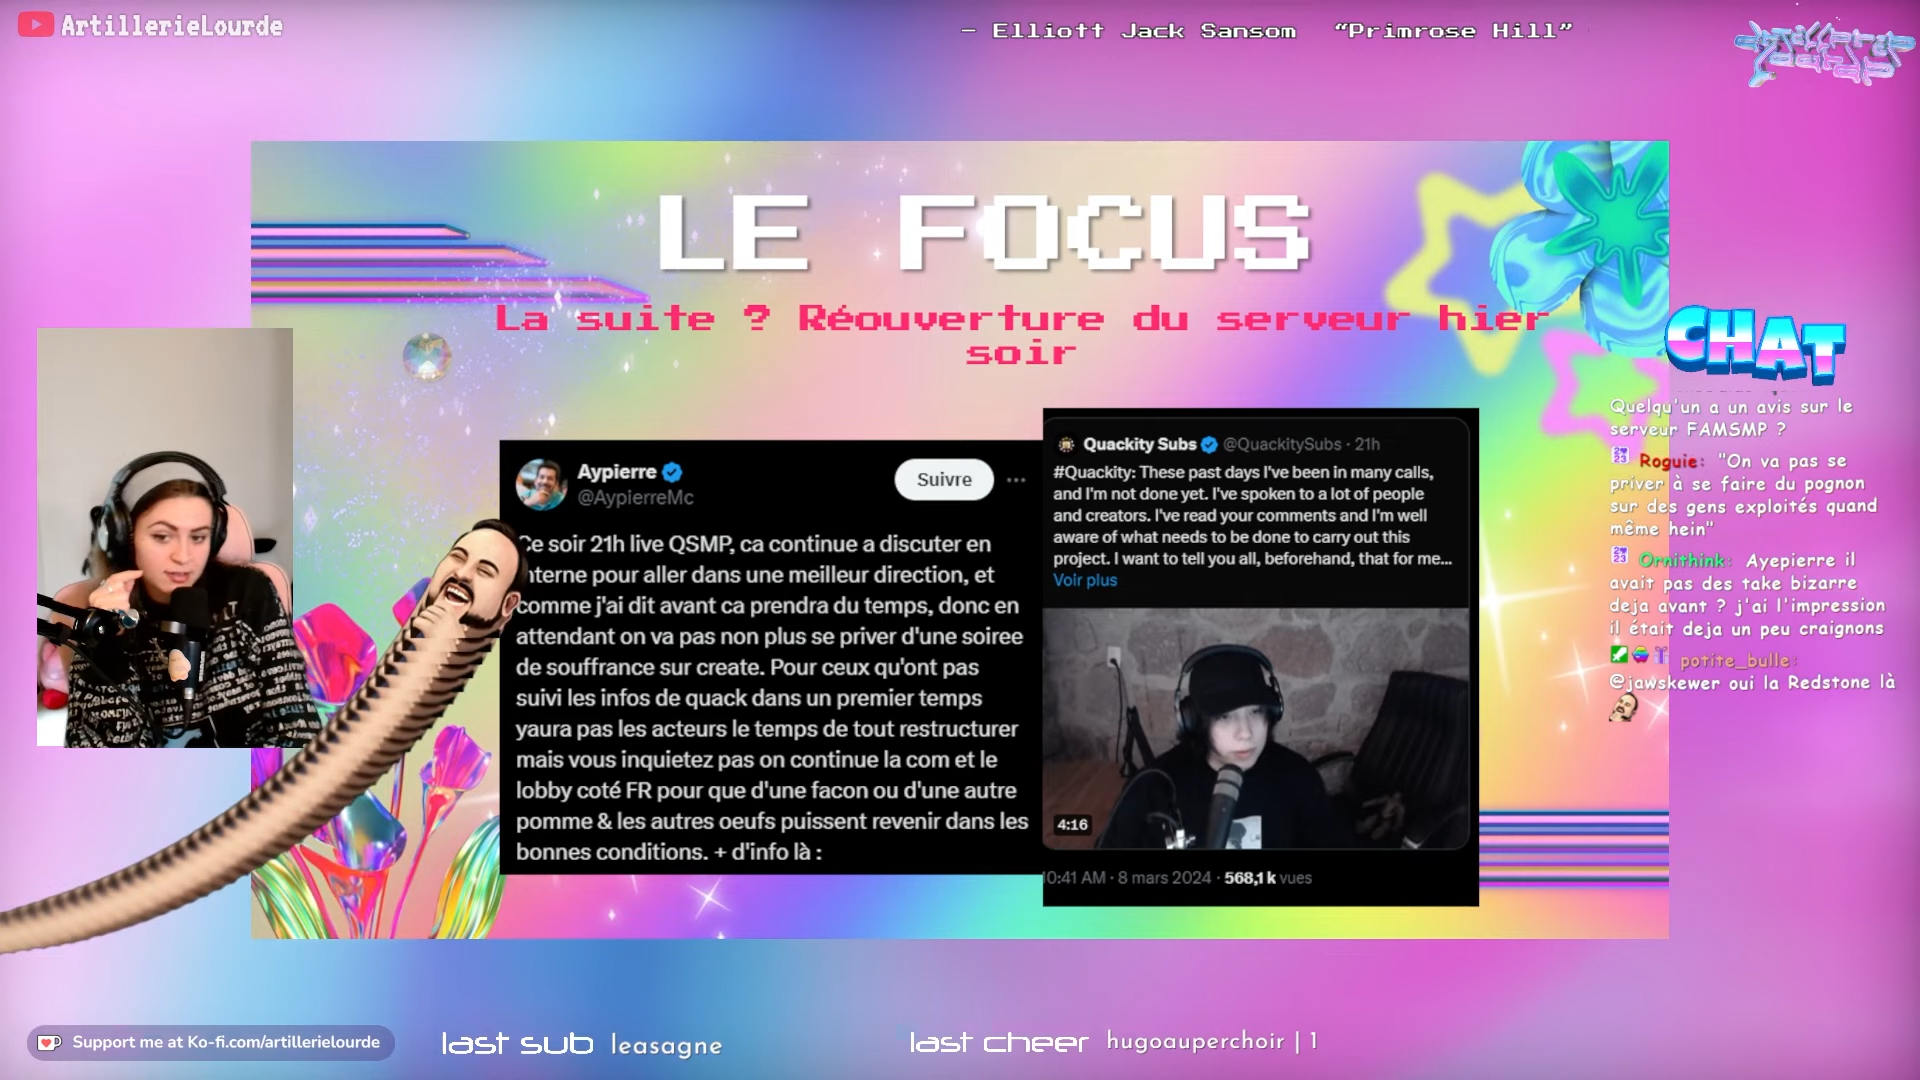 ArtillerieLourde
– Elliott Jack Sansom “Primrose Hill”
LE FOCUS
La suite ? Réouverture du serveur hier
soir
Aypierre
@AypierreMc
Suivre
Ce soir 21h live QSMP, ca continue a discuter en
interne pour aller dans une meilleur direction, et
comme j'ai dit avant ca prendra du temps, donc en
attendant on va pas non plus se priver d'une soiree
de souffrance sur create. Pour ceux qu'ont pas
suivi les infos de quack dans un premier temps
yaura pas les acteurs le temps de tout restructurer
mais vous inquietez pas on continue la com et le
lobby coté FR pour que d'une facon ou d'une autre
pomme & les autres oeufs puissent revenir dans les
bonnes conditions. + d'info là :
Quackity Subs @QuackitySubs · 21h
#Quackity: These past days I've been in many calls,
and I'm not done yet. I've spoken to a lot of people
and creators. I've read your comments and I'm well
aware of what needs to be done to carry out this
project. I want to tell you all, beforehand, that for me...
Voir plus
4:16
10:41 AM · 8 mars 2024 · 568,1 k vues
CHAT
Quelqu'un a un avis sur le
serveur FAMSMP ?
Roguie: "On va pas se
priver à se faire du pognon
sur des gens exploités quand
même hein"
Ornithink: Ayepierre il
avait pas des take bizarre
deja avant ? j'ai l'impression
il était deja un peu craignons
potite_bulle:
@jawskewer oui la Redstone là
Support me at Ko-fi.com/artillerielourde
last sub leasagne
last cheer hugoauperchoir | 1